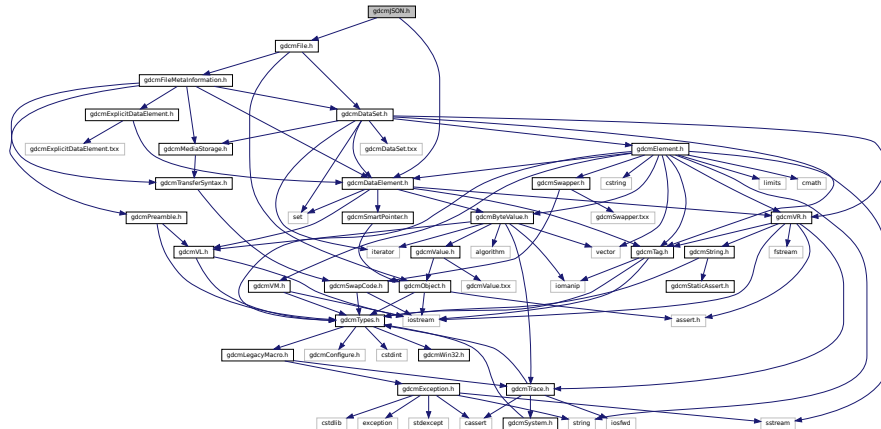 gdcmJSON.h
gdcmFile.h
gdcmFileMetaInformation.h
gdcmExplicitDataElement.h
gdcmDataSet.h
gdcmExplicitDataElement.txx
gdcmMediaStorage.h
gdcmDataSet.txx
gdcmElement.h
gdcmTransferSyntax.h
gdcmDataElement.h
gdcmSwapper.h
cstring
limits
cmath
gdcmPreamble.h
set
gdcmSmartPointer.h
gdcmByteValue.h
gdcmSwapper.txx
gdcmVR.h
gdcmVL.h
iterator
gdcmValue.h
algorithm
vector
gdcmTag.h
gdcmString.h
fstream
gdcmVM.h
gdcmSwapCode.h
gdcmObject.h
gdcmValue.txx
iomanip
gdcmStaticAssert.h
gdcmTypes.h
iostream
assert.h
gdcmLegacyMacro.h
gdcmConfigure.h
cstdint
gdcmWin32.h
gdcmException.h
gdcmTrace.h
cstdlib
exception
stdexcept
cassert
gdcmSystem.h
string
iosfwd
sstream